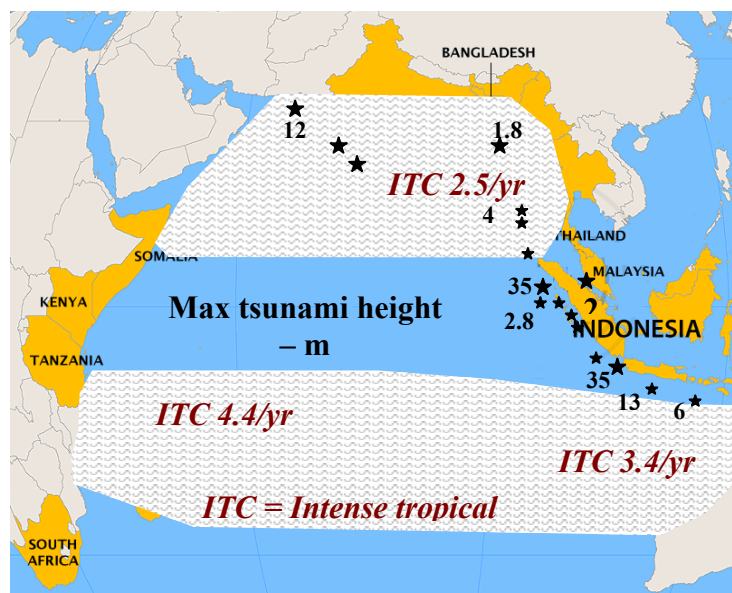 BANGLADESH
12
1.8
ITC 2.5/yr
4
THAILAND
SOMALIA
MALAYSIA
35
2
KENYA
Max tsunami height
– m
2.8
INDONESIA
TANZANIA
35
13
6
ITC 4.4/yr
ITC 3.4/yr
ITC = Intense tropical
SOUTH
AFRICA